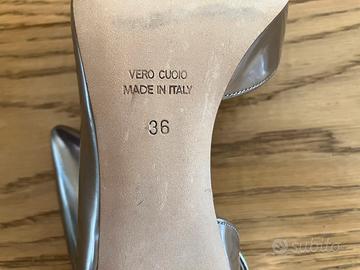 VERO CUOIO
MADE IN ITALY
36
subito